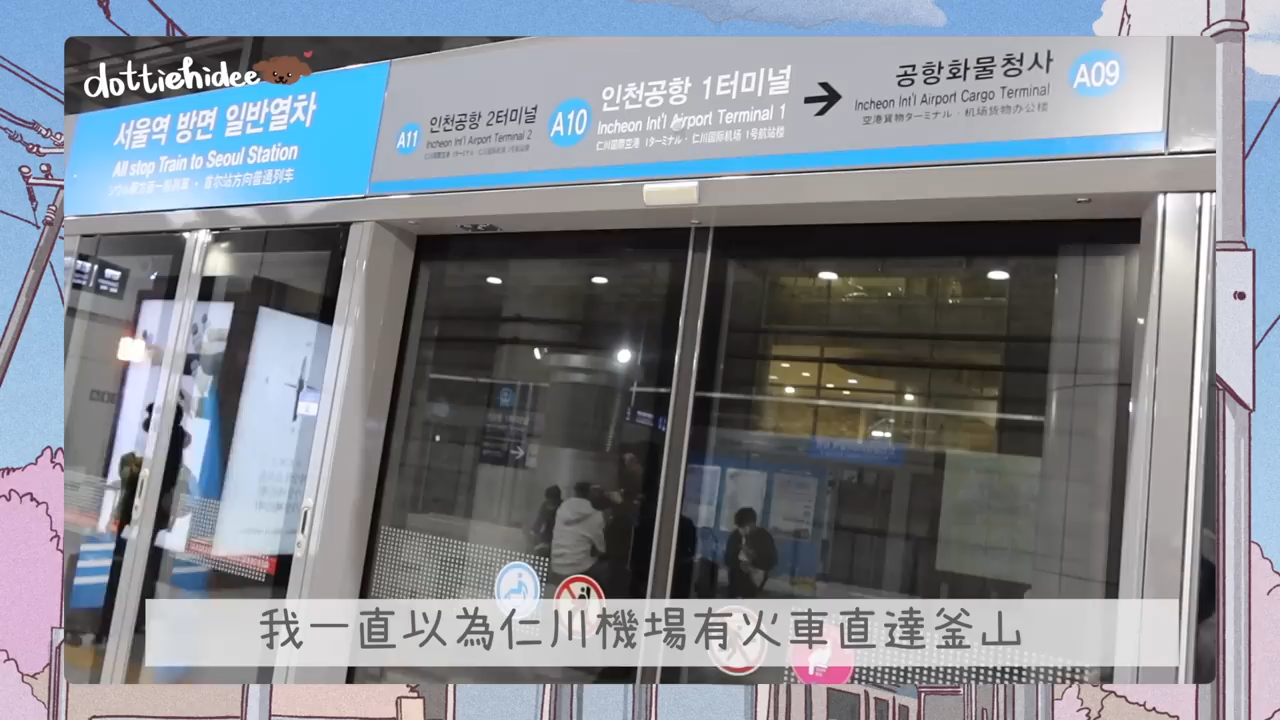 dottiehidee
서울역 방면 일반열차
All stop Train to Seoul Station
A11
인천공항 2터미널
Incheon Int'l Airport Terminal 2
A10
인천공항 1터미널
Incheon Int'l Airport Terminal 1
仁川国際空港 1ターミナル · 仁川国际机场 1号航站楼
공항화물청사
Incheon Int'l Airport Cargo Terminal
空港貨物ターミナル · 机场货物办公楼
A09
我一直以為仁川機場有火車直達釜山